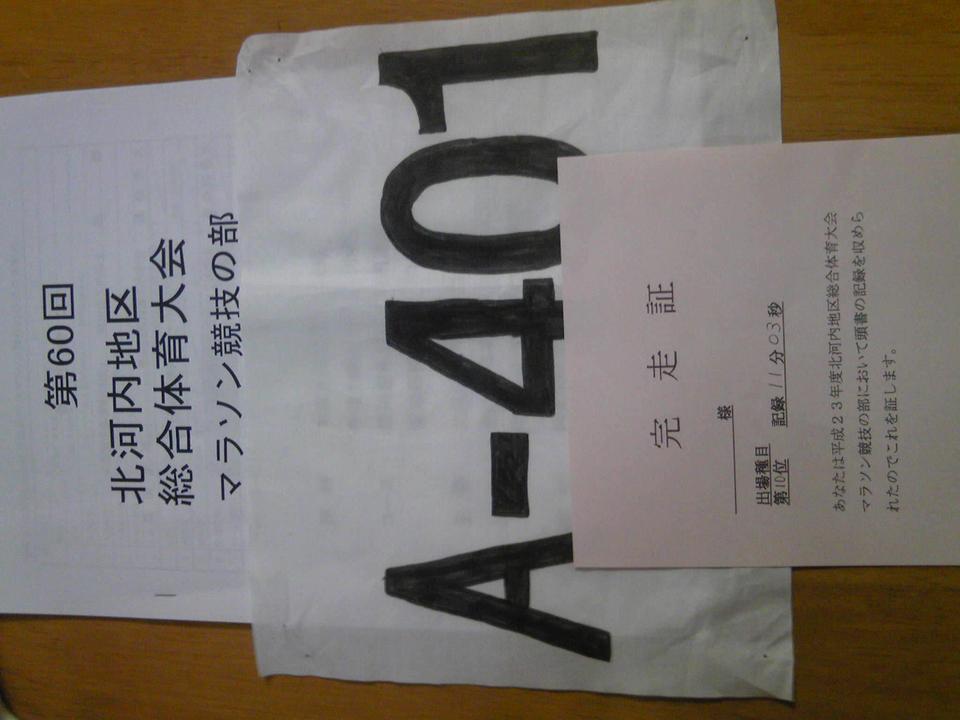 第60回
北河内地区
総合体育大会
マラソン競技の部
A-401
完走証
様
出場種目
第10位 記録11分03秒
あなたは平成23年度北河内地区総合体育大会
マラソン競技の部において頭書の記録を収めら
れたのでこれを証します。